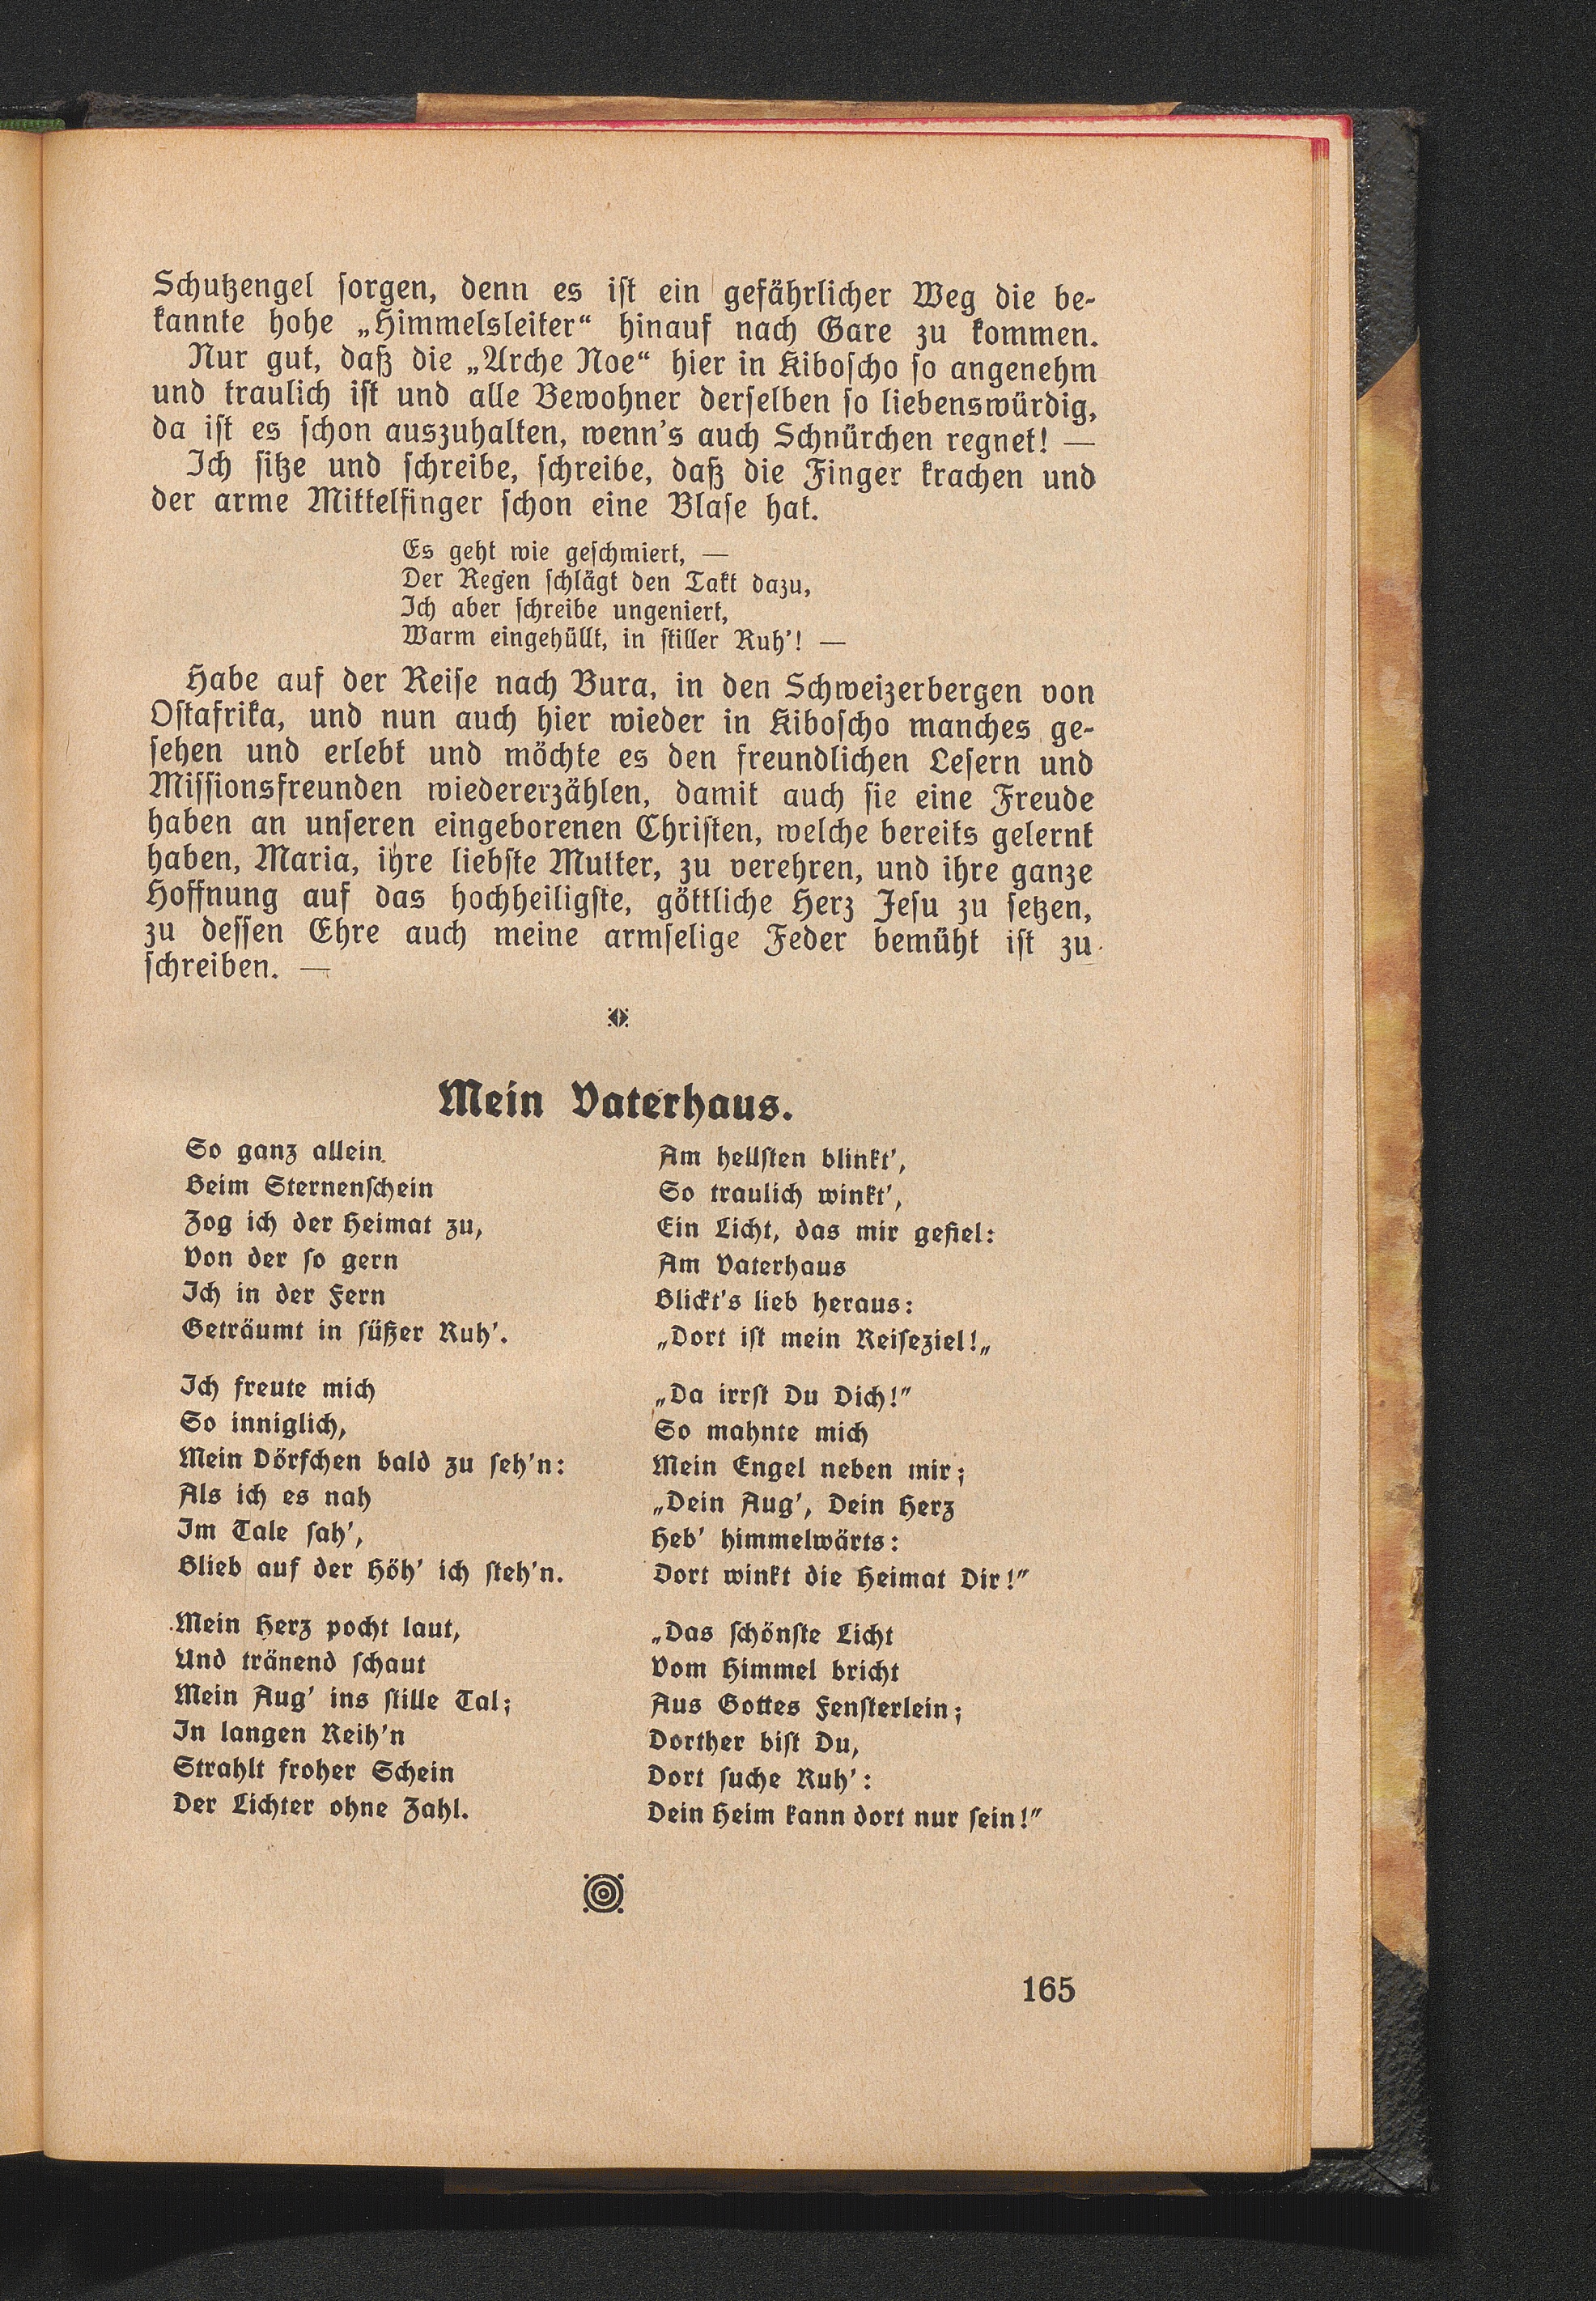 Schutzengel sorgen, denn es ist ein gefährlicher Weg die be-
kannte hohe „Himmelsleiter“ hinauf nach Gare zu kommen.
Nur gut, daß die „Arche Noe“ hier in Kiboscho so angenehm
und traulich ist und alle Bewohner derselben so liebenswürdig,
da ist es schon auszuhalten, wenn's auch Schnürchen regnet! —
Ich sitze und schreibe, schreibe, daß die Finger krachen und
der arme Mittelfinger schon eine Blase hat.
Es geht wie geschmiert, —
Der Regen schlägt den Takt dazu,
Ich aber schreibe ungeniert,
Warm eingehüllt, in stiller Ruh'! —
Habe auf der Reise nach Bura, in den Schweizerbergen von
Ostafrika, und nun auch hier wieder in Kiboscho manches ge-
sehen und erlebt und möchte es den freundlichen Lesern und
Missionsfreunden wiedererzählen, damit auch sie eine Freude
haben an unseren eingeborenen Christen, welche bereits gelernt
haben, Maria, ihre liebste Mutter, zu verehren, und ihre ganze
Hoffnung auf das hochheiligste, göttliche Herz Jesu zu setzen,
zu dessen Ehre auch meine armselige Feder bemüht ist zu
schreiben. —
Mein Vaterhaus.
So ganz allein
Beim Sternenschein
Zog ich der Heimat zu,
Von der so gern
Ich in der Fern
Geträumt in süßer Ruh'.
Ich freute mich
So inniglich,
Mein Dörfchen bald zu seh'n:
Als ich es nah
Im Tale sah',
Blieb auf der Höh' ich steh'n.
Mein Herz pocht laut,
Und tränend schaut
Mein Aug' ins stille Tal;
In langen Reih'n
Strahlt froher Schein
Der Lichter ohne Zahl.
Am hellsten blinkt',
So traulich winkt',
Ein Licht, das mir gefiel:
Am Vaterhaus
Blickt's lieb heraus:
„Dort ist mein Reiseziel!„
„Da irrst Du Dich!"
So mahnte mich
Mein Engel neben mir;
„Dein Aug', Dein Herz
Heb' himmelwärts:
Dort winkt die Heimat Dir!"
„Das schönste Licht
Vom Himmel bricht
Aus Gottes Fensterlein;
Dorther bist Du,
Dort suche Ruh':
Dein Heim kann dort nur sein!"
165